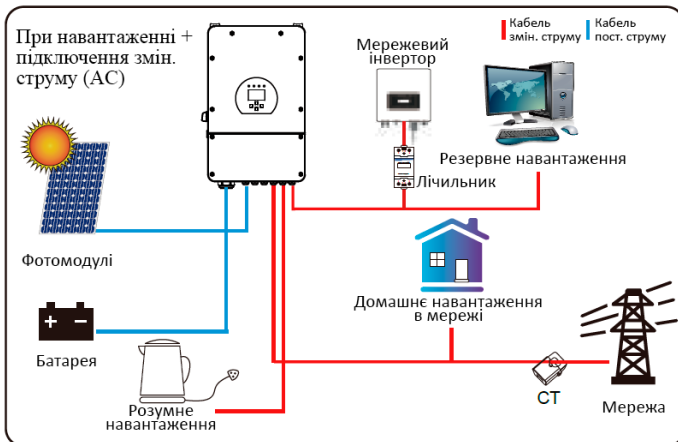 При навантаженні +
підключення змін.
струму (AC)
Кабель
змін. струму
Кабель
пост. струму
Мережевий
інвертор
Резервне навантаження
Лічильник
Фотомодулі
Домашнє навантаження
в мережі
Батарея
Розумне
навантаження
CT
Мережа